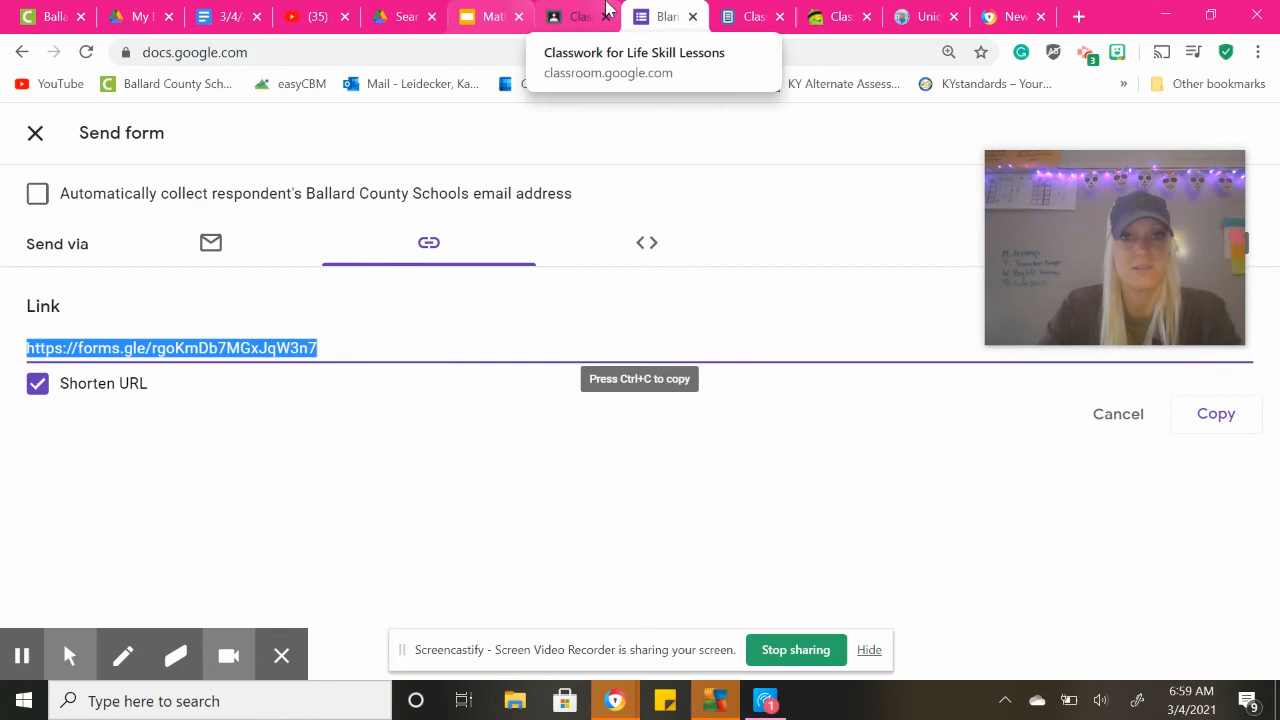 Balla
My D
3/4/
(35)
Sear
Mat
Clas
Blan
Class
Clas
Unic
New
docs.google.com
Classwork for Life Skill Lessons
classroom.google.com
3
YouTube
Ballard County Sch...
easyCBM
Mail - Leidecker, Ka...
KY Alternate Assess...
KYstandards – Your...
»
Other bookmarks
Send form
Automatically collect respondent's Ballard County Schools email address
Send via
Link
https://forms.gle/rgoKmDb7MGxJqW3n7
Press Ctrl+C to copy
Shorten URL
Cancel
Copy
Screencastify - Screen Video Recorder is sharing your screen.
Stop sharing
Hide
Type here to search
1
6:59 AM
3/4/2021
9